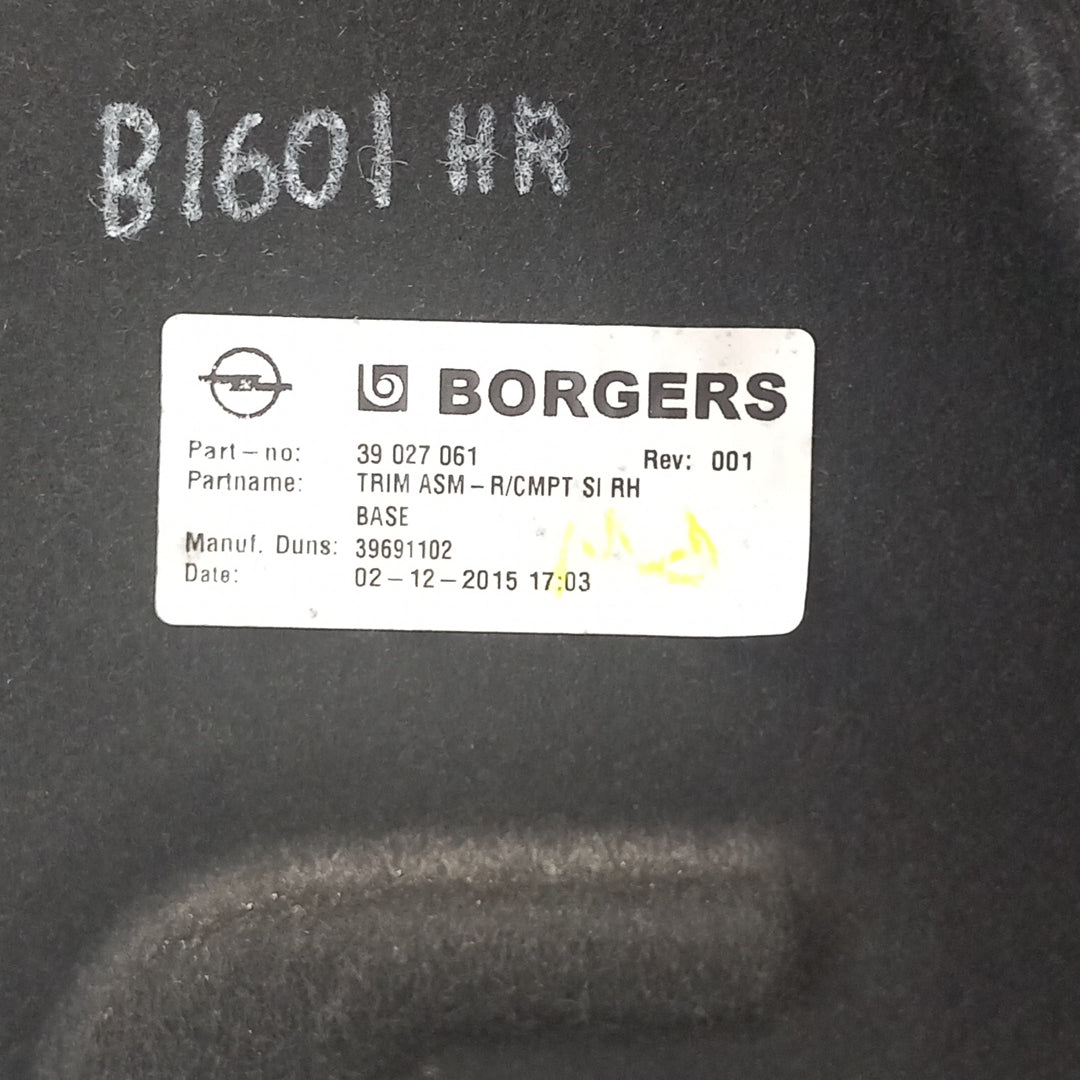 B1601 HR
BORGERS
Part-no: 39 027 061 Rev: 001
Partname: TRIM ASM-R/CMPT SI RH
BASE
Manuf. Duns: 39691102
Date: 02-12-2015 17:03